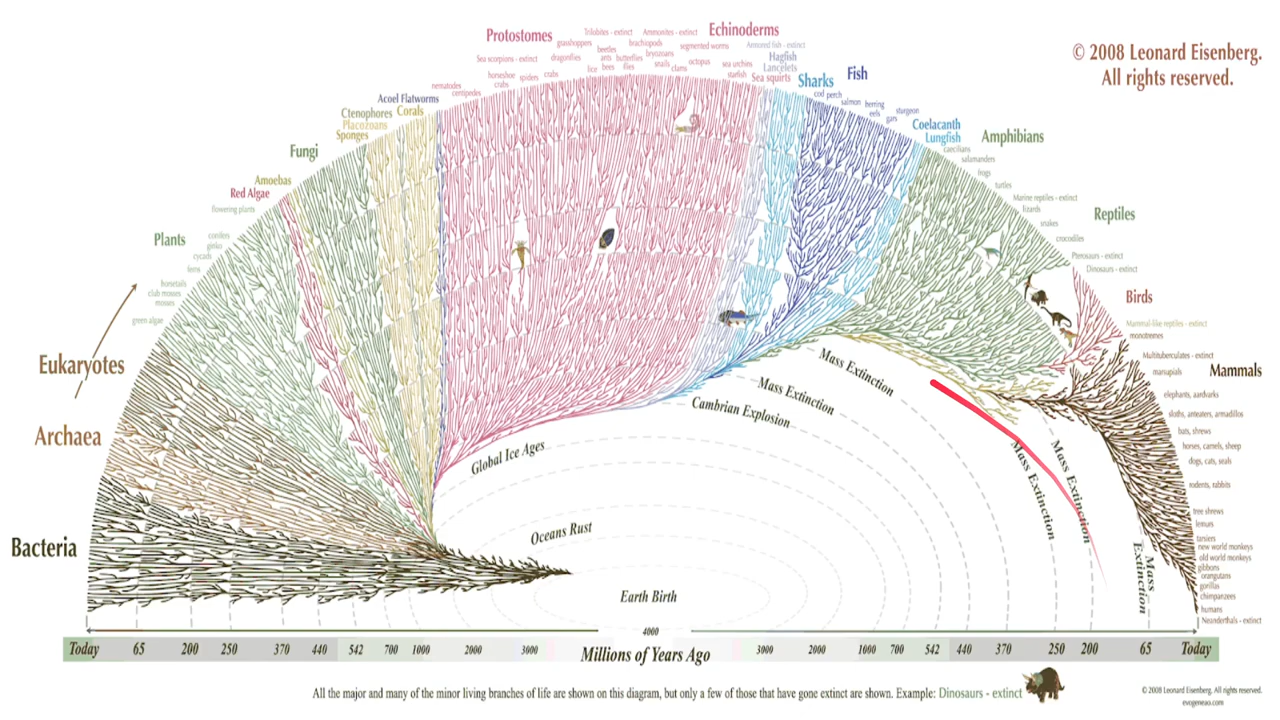 © 2008 Leonard Eisenberg.
All rights reserved.
Protostomes
Echinoderms
Trilobites - extinct
Ammonites - extinct
grasshoppers
beetles
brachiopods
segmented worms
Armored fish - extinct
Sea scorpions - extinct
dragonflies
ants
butterflies
bryozoans
octopus
Hagfish
Lancelets
horseshoe
crabs
spiders
crabs
lice
bees
flies
snails
clams
sea urchins
starfish
Sea squirts
Sharks
Fish
nematodes
centipedes
cod
perch
salmon
herring
eels
gars
sturgeon
Acoel Flatworms
Ctenophores
Corals
Placozoans
Sponges
Coelacanth
Lungfish
Amphibians
caecilians
salamanders
frogs
Fungi
Amoebas
Red Algae
turtles
Marine reptiles - extinct
lizards
snakes
Reptiles
crocodiles
Pterosaurs - extinct
Dinosaurs - extinct
flowering plants
Plants
conifers
ginko
cycads
ferns
horsetails
club mosses
mosses
green algae
Birds
Mammal-like reptiles - extinct
monotremes
Multituberculates - extinct
marsupials
Mammals
elephants, aardvarks
sloths, anteaters, armadillos
bats, shrews
horses, camels, sheep
dogs, cats, seals
rodents, rabbits
tree shrews
lemurs
tarsiers
new world monkeys
old world monkeys
gibbons
orangutans
gorillas
chimpanzees
humans
Neanderthals - extinct
Eukaryotes
Archaea
Bacteria
Mass Extinction
Mass Extinction
Cambrian Explosion
Global Ice Ages
Oceans Rust
Earth Birth
Mass Extinction
Mass Extinction
Mass
Extinction
4000
Today 65 200 250 370 440 542 700 1000 2000 3000 Millions of Years Ago 3000 2000 1000 700 542 440 370 250 200 65 Today
All the major and many of the minor living branches of life are shown on this diagram, but only a few of those that have gone extinct are shown. Example: Dinosaurs - extinct
© 2008 Leonard Eisenberg. All rights reserved.
evogeneao.com